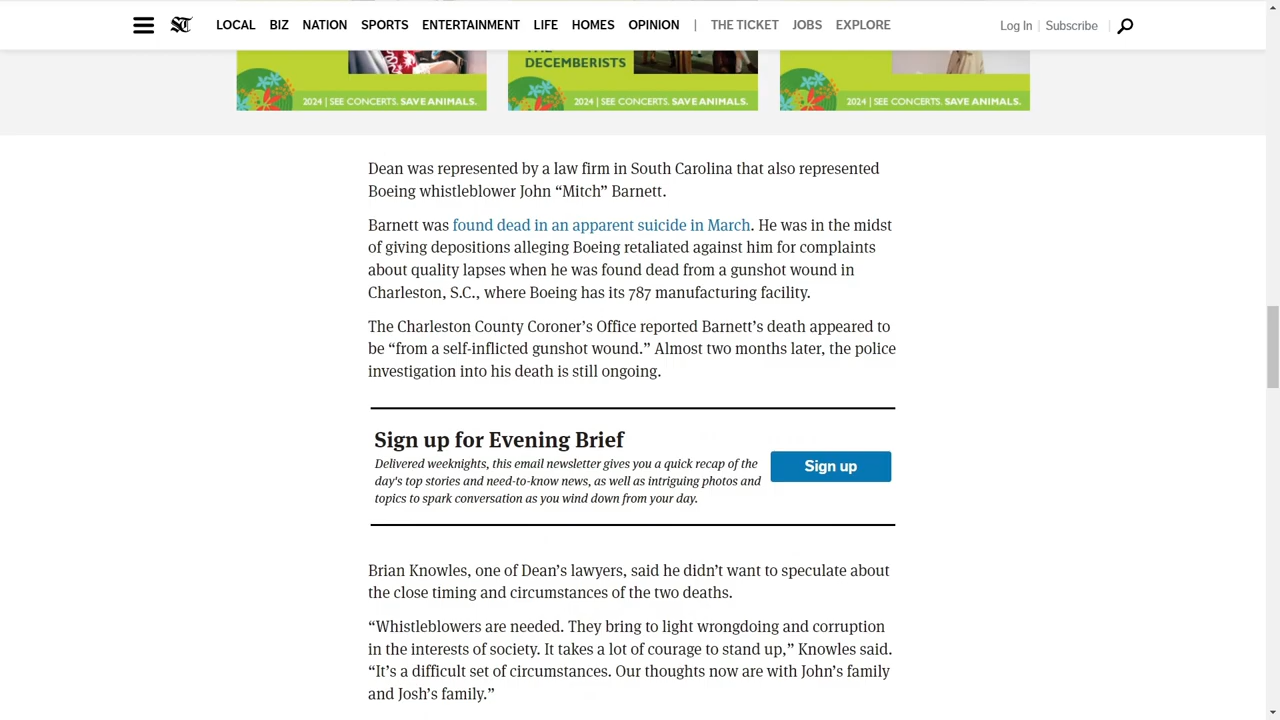 LOCAL BIZ NATION SPORTS ENTERTAINMENT LIFE HOMES OPINION | THE TICKET JOBS EXPLORE Log In | Subscribe |
THE
DECEMBERISTS
2024 | SEE CONCERTS. SAVE ANIMALS. 2024 | SEE CONCERTS. SAVE ANIMALS. 2024 | SEE CONCERTS. SAVE ANIMALS.
Dean was represented by a law firm in South Carolina that also represented
Boeing whistleblower John “Mitch” Barnett.
Barnett was found dead in an apparent suicide in March. He was in the midst
of giving depositions alleging Boeing retaliated against him for complaints
about quality lapses when he was found dead from a gunshot wound in
Charleston, S.C., where Boeing has its 787 manufacturing facility.
The Charleston County Coroner’s Office reported Barnett’s death appeared to
be “from a self-inflicted gunshot wound.” Almost two months later, the police
investigation into his death is still ongoing.
Sign up for Evening Brief
Delivered weeknights, this email newsletter gives you a quick recap of the
day's top stories and need-to-know news, as well as intriguing photos and
topics to spark conversation as you wind down from your day.
Sign up
Brian Knowles, one of Dean’s lawyers, said he didn’t want to speculate about
the close timing and circumstances of the two deaths.
“Whistleblowers are needed. They bring to light wrongdoing and corruption
in the interests of society. It takes a lot of courage to stand up,” Knowles said.
“It’s a difficult set of circumstances. Our thoughts now are with John’s family
and Josh’s family.”